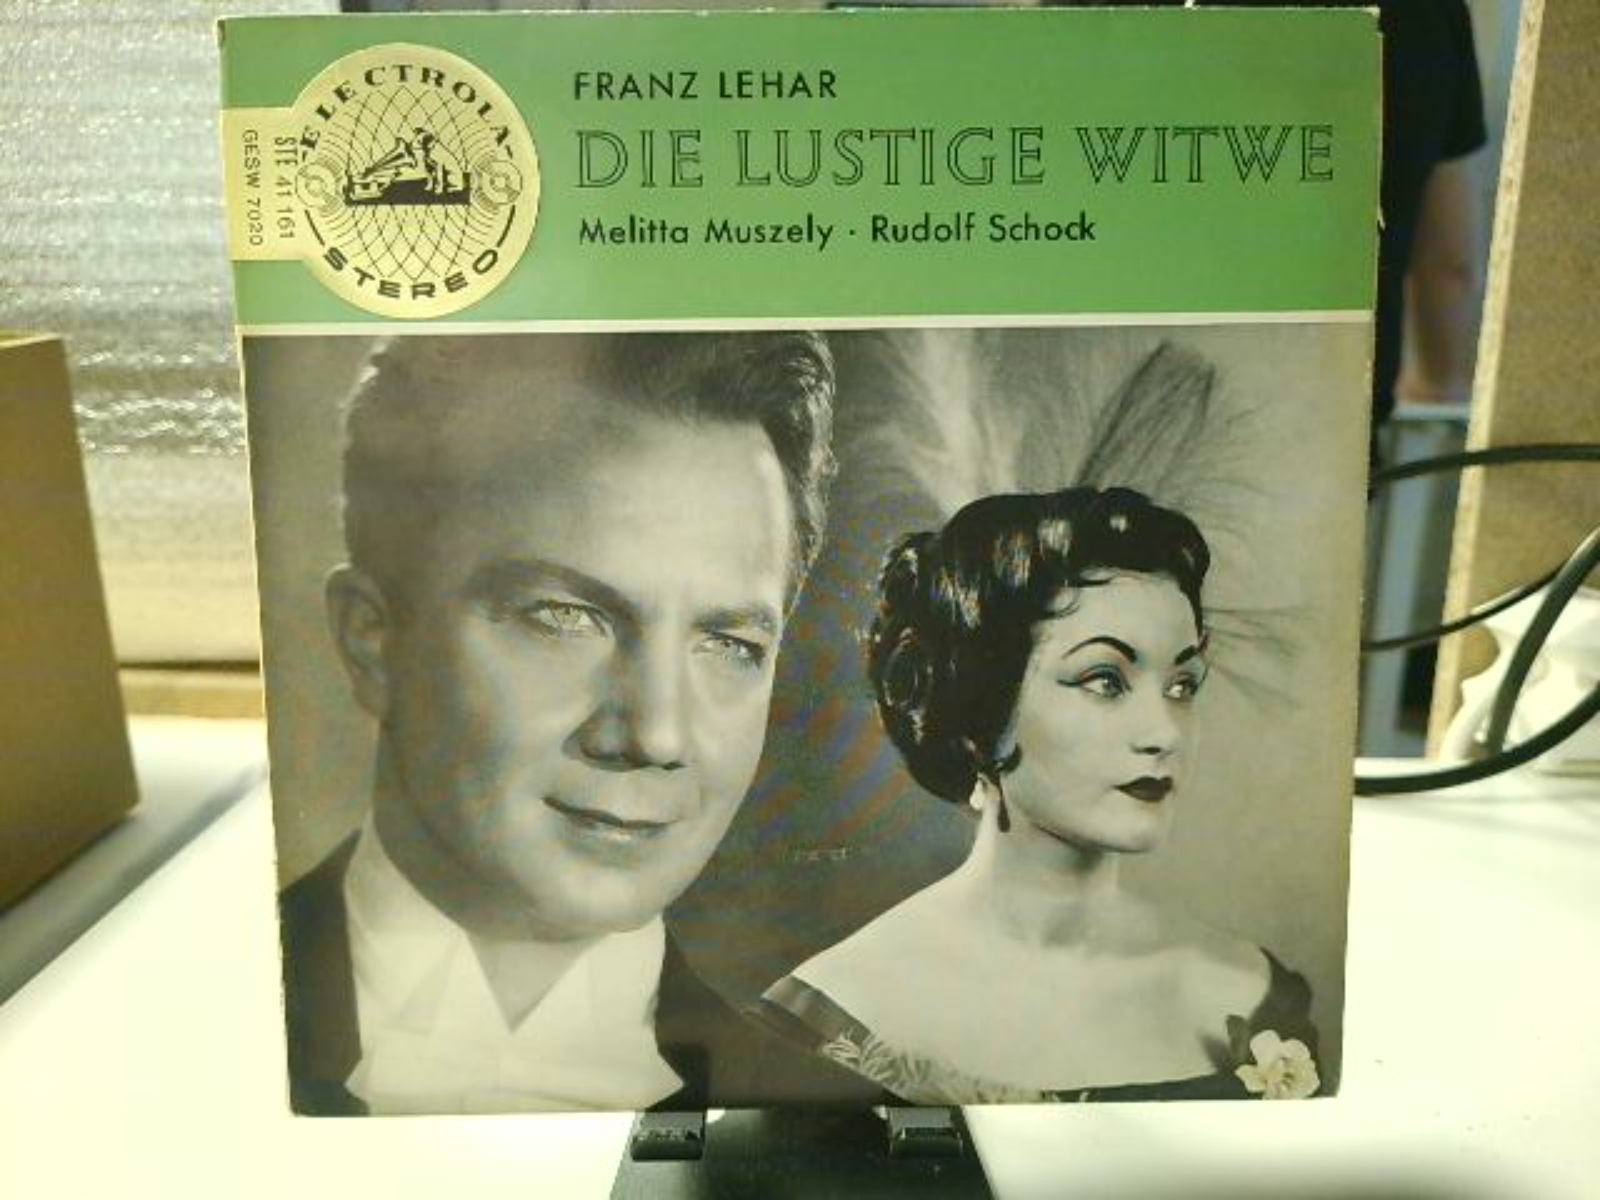 FRANZ LEHAR
DIE LUSTIGE WITWE
Melitta Muszely · Rudolf Schock
ELECTROLA
STEREO
STE 41 161
GESW 7020